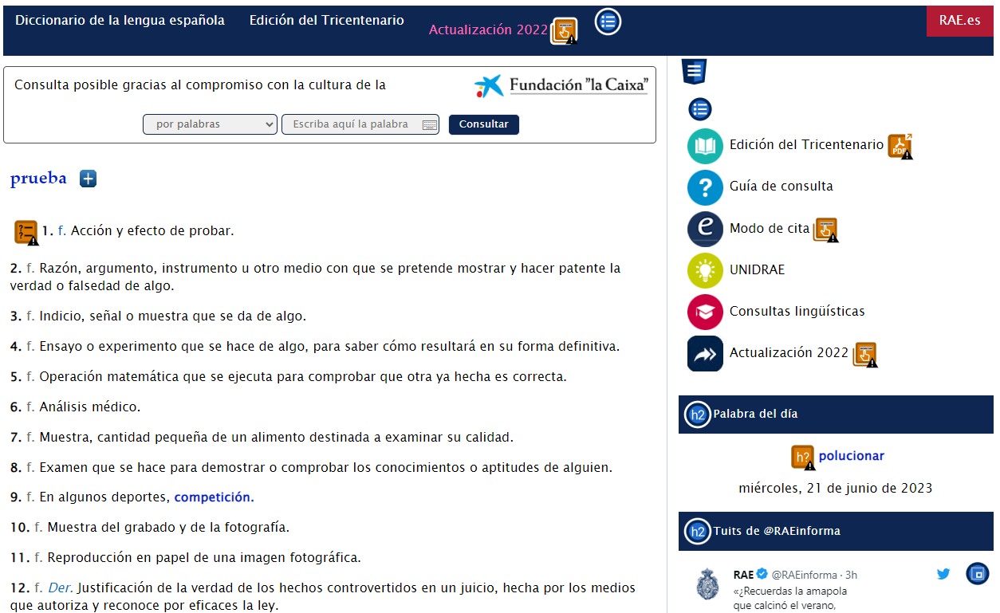 Diccionario de la lengua española
Edición del Tricentenario
Actualización 2022
RAE.es
Consulta posible gracias al compromiso con la cultura de la
Fundación "la Caixa"
por palabras
Escriba aquí la palabra
Consultar
prueba
1. f. Acción y efecto de probar.
2. f. Razón, argumento, instrumento u otro medio con que se pretende mostrar y hacer patente la
verdad o falsedad de algo.
3. f. Indicio, señal o muestra que se da de algo.
4. f. Ensayo o experimento que se hace de algo, para saber cómo resultará en su forma definitiva.
5. f. Operación matemática que se ejecuta para comprobar que otra ya hecha es correcta.
6. f. Análisis médico.
7. f. Muestra, cantidad pequeña de un alimento destinada a examinar su calidad.
8. f. Examen que se hace para demostrar o comprobar los conocimientos o aptitudes de alguien.
9. f. En algunos deportes, competición.
10. f. Muestra del grabado y de la fotografía.
11. f. Reproducción en papel de una imagen fotográfica.
12. f. Der. Justificación de la verdad de los hechos controvertidos en un juicio, hecha por los medios
que autoriza y reconoce por eficaces la ley.
Edición del Tricentenario
PDF
Guía de consulta
Modo de cita
UNIDRAE
Consultas lingüísticas
Actualización 2022
h2 Palabra del día
h? polucionar
miércoles, 21 de junio de 2023
h2 Tuits de @RAEinforma
RAE @RAEinforma · 3h
«¿Recuerdas la amapola
que calcinó el verano,